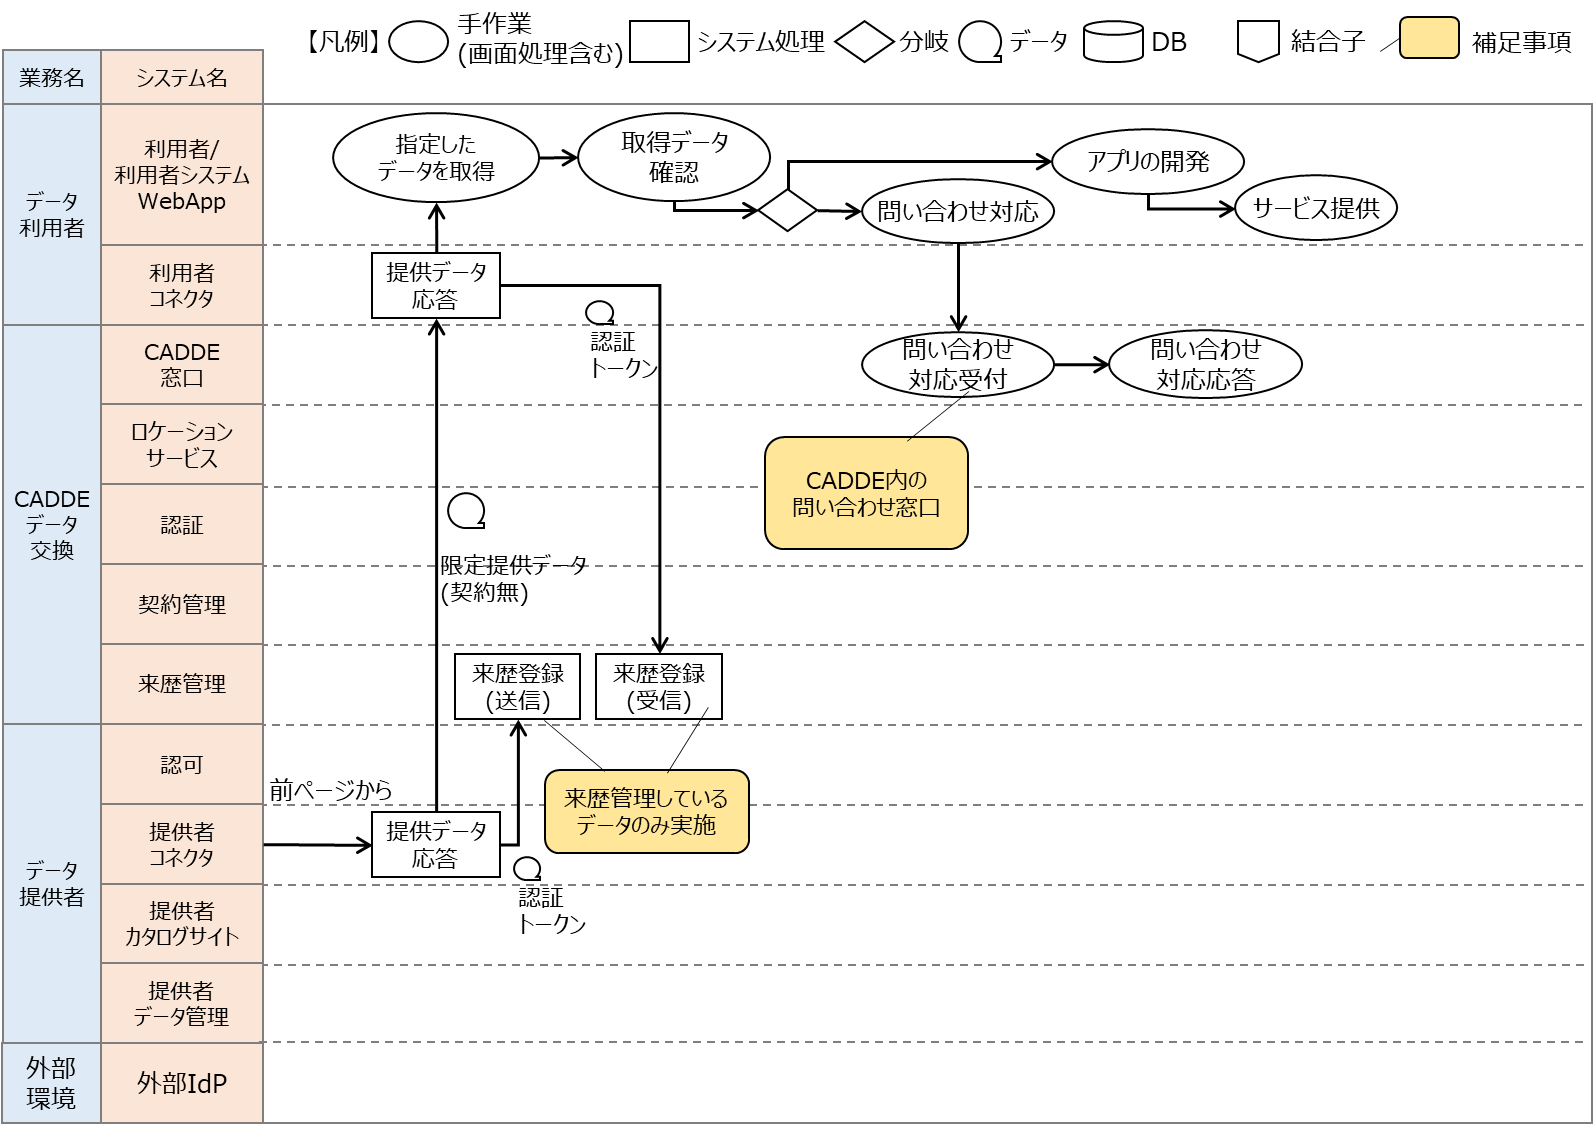 【凡例】
手作業
(画面処理含む)
システム処理
分岐
データ
DB
結合子
補足事項
業務名
システム名
データ
利用者
利用者/
利用者システム
WebApp
指定した
データを取得
取得データ
確認
アプリの開発
問い合わせ対応
サービス提供
利用者
コネクタ
提供データ
応答
認証
トークン
CADDE
データ
交換
CADDE
窓口
問い合わせ
対応受付
問い合わせ
対応応答
ロケーション
サービス
CADDE内の
問い合わせ窓口
認証
限定提供データ
(契約無)
契約管理
来歴管理
来歴登録
(送信)
来歴登録
(受信)
データ
提供者
認可
前ページから
来歴管理している
データのみ実施
提供者
コネクタ
提供データ
応答
認証
トークン
提供者
カタログサイト
提供者
データ管理
外部
環境
外部IdP